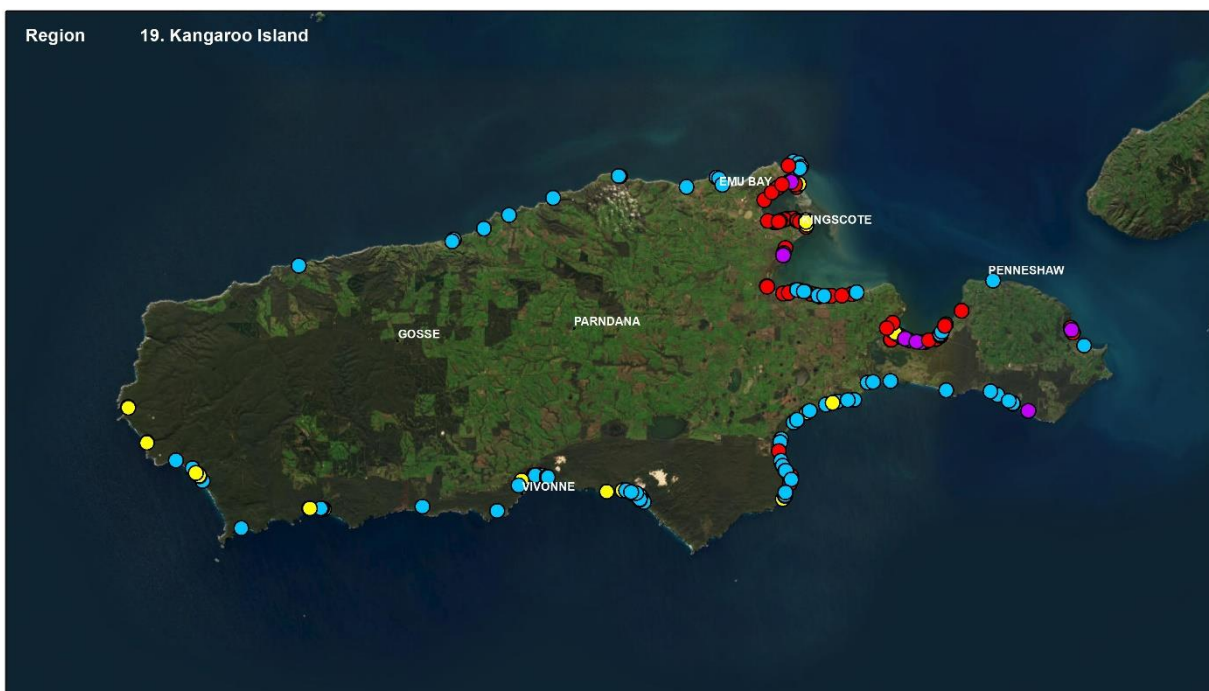 Region 19. Kangaroo Island
EMU BAY
INGSCOTE
PENNESHAW
PARNDANA
GOSSE
VIVONNE